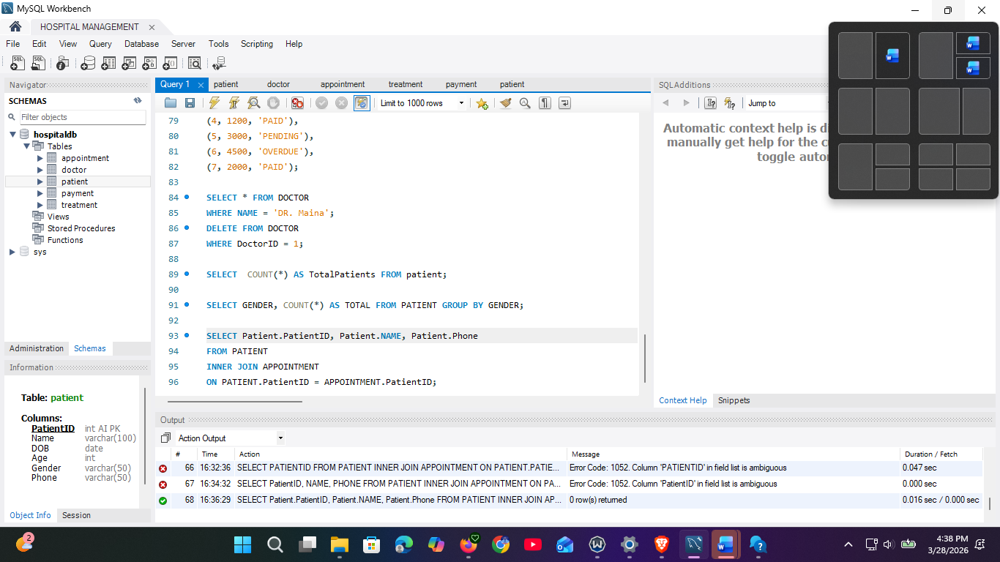 MySQL Workbench
HOSPITAL MANAGEMENT
File Edit View Query Database Server Tools Scripting Help
Navigator
SCHEMAS
Filter objects
hospitaldb
Tables
appointment
doctor
patient
payment
treatment
Views
Stored Procedures
Functions
sys
Administration Schemas
Information
Table: patient
Columns:
PatientID int AI PK
Name varchar(100)
DOB date
Age int
Gender varchar(50)
Phone varchar(50)
Object Info Session
Query 1 patient doctor appointment treatment payment patient
Limit to 1000 rows
79 (4, 1200, 'PAID'),
80 (5, 3000, 'PENDING'),
81 (6, 4500, 'OVERDUE'),
82 (7, 2000, 'PAID');
83
84 SELECT * FROM DOCTOR
85 WHERE NAME = 'DR. Maina';
86 DELETE FROM DOCTOR
87 WHERE DoctorID = 1;
88
89 SELECT COUNT(*) AS TotalPatients FROM patient;
90
91 SELECT GENDER, COUNT(*) AS TOTAL FROM PATIENT GROUP BY GENDER;
92
93 SELECT Patient.PatientID, Patient.NAME, Patient.Phone
94 FROM PATIENT
95 INNER JOIN APPOINTMENT
96 ON PATIENT.PatientID = APPOINTMENT.PatientID;
SQLAdditions
Jump to
Automatic context help is d
manually get help for the cu
toggle autor
Context Help Snippets
Output
Action Output
# Time Action Message Duration / Fetch
66 16:32:36 SELECT PATIENTID FROM PATIENT INNER JOIN APPOINTMENT ON PATIENT.PATIE... Error Code: 1052. Column 'PATIENTID' in field list is ambiguous 0.047 sec
67 16:34:32 SELECT PatientID, NAME, PHONE FROM PATIENT INNER JOIN APPOINTMENT ON PA... Error Code: 1052. Column 'PatientID' in field list is ambiguous 0.000 sec
68 16:36:29 SELECT Patient.PatientID, Patient.NAME, Patient.Phone FROM PATIENT INNER JOIN AP... 0 row(s) returned 0.016 sec / 0.000 sec
2
4:38 PM
3/28/2026